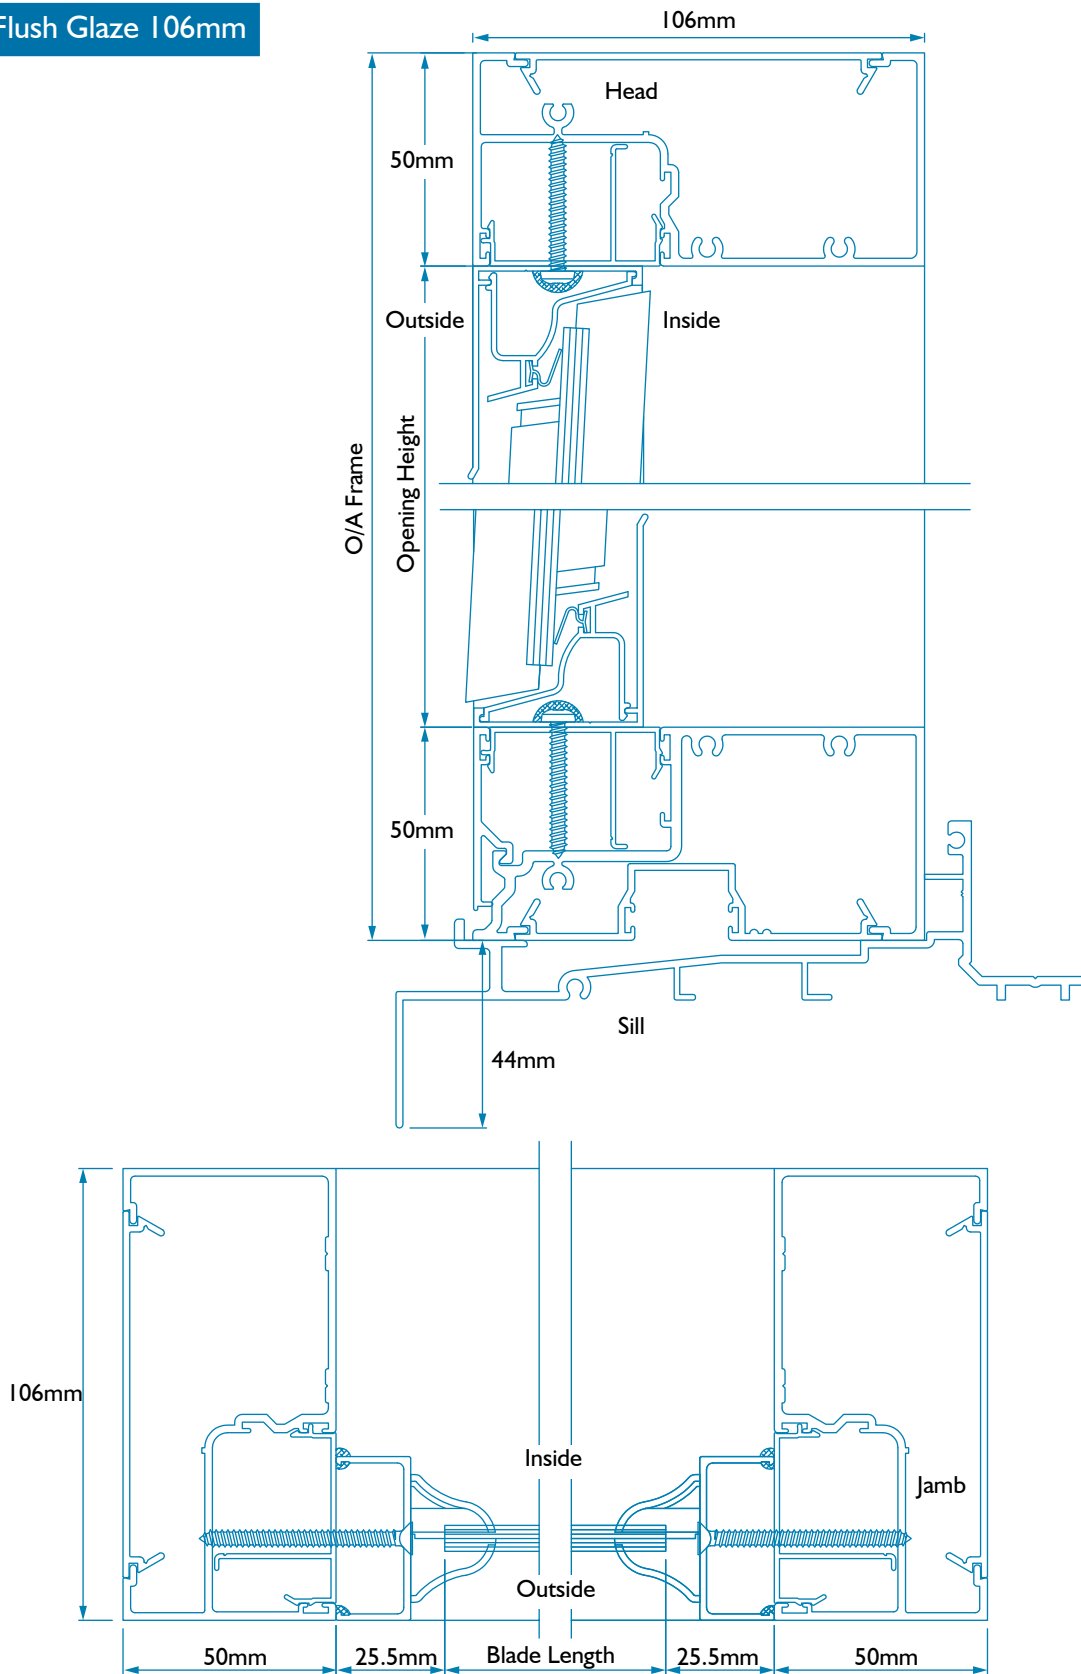 Flush Glaze 106mm
106mm
Head
50mm
Outside
Inside
O/A Frame
Opening Height
50mm
Sill
44mm
106mm
Inside
Jamb
Outside
50mm
25.5mm
Blade Length
25.5mm
50mm